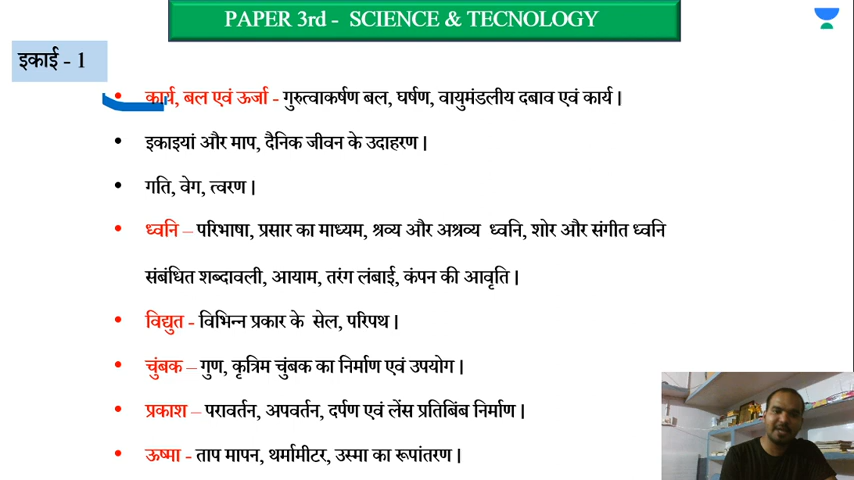 PAPER 3rd - SCIENCE & TECNOLOGY
इकाई - 1
• कार्य, बल एवं ऊर्जा - गुरुत्वाकर्षण बल, घर्षण, वायुमंडलीय दबाव एवं कार्य |
• इकाइयां और माप, दैनिक जीवन के उदाहरण |
• गति, वेग, त्वरण |
• ध्वनि – परिभाषा, प्रसार का माध्यम, श्रव्य और अश्रव्य ध्वनि, शोर और संगीत ध्वनि
संबंधित शब्दावली, आयाम, तरंग लंबाई, कंपन की आवृति |
• विद्युत - विभिन्न प्रकार के सेल, परिपथ |
• चुंबक – गुण, कृत्रिम चुंबक का निर्माण एवं उपयोग |
• प्रकाश – परावर्तन, अपवर्तन, दर्पण एवं लेंस प्रतिबिंब निर्माण |
• ऊष्मा - ताप मापन, थर्मामीटर, उस्मा का रूपांतरण |